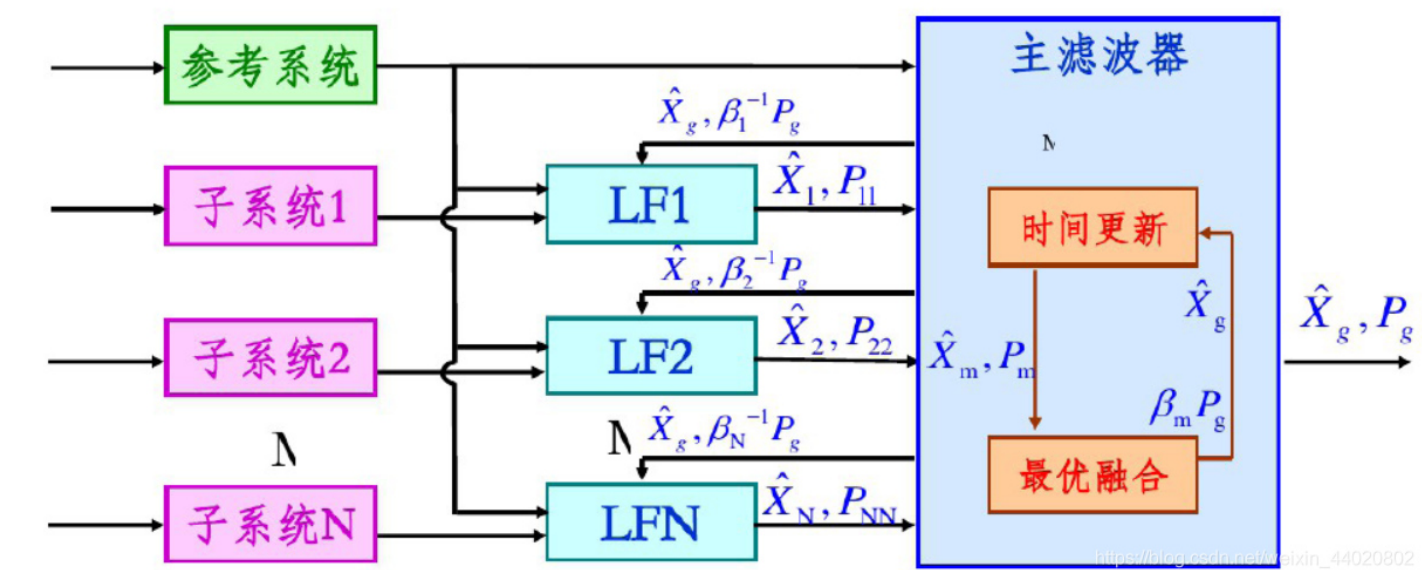 参考系统
主滤波器
X̂g, β1⁻¹Pg
M
子系统1
LF1
X̂1, P11
时间更新
X̂g, β2⁻¹Pg
子系统2
LF2
X̂2, P22
X̂m, Pm
X̂g
X̂g, Pg
βmPg
M
M
X̂g, βN⁻¹Pg
最优融合
子系统N
LFN
X̂N, PNN
https://blog.csdn.net/weixin_44020802